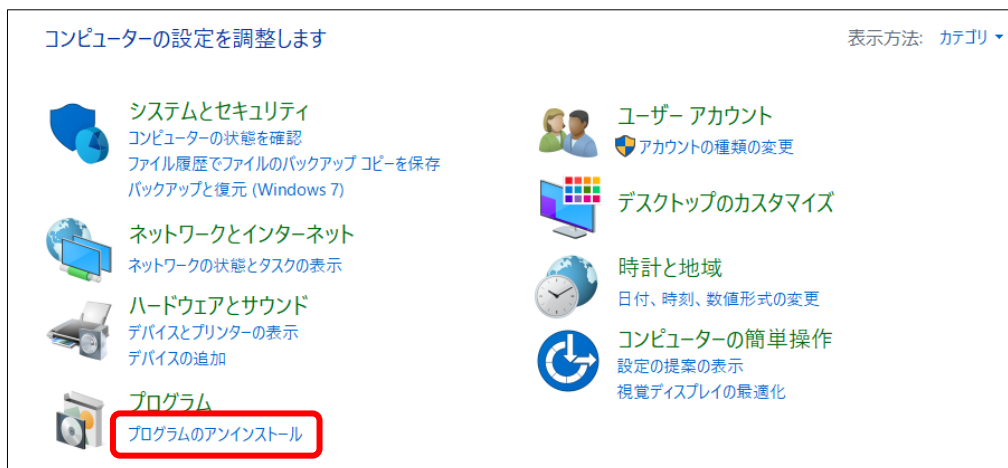 コンピューターの設定を調整します
表示方法: カテゴリ
システムとセキュリティ
コンピューターの状態を確認
ファイル履歴でファイルのバックアップ コピーを保存
バックアップと復元 (Windows 7)
ネットワークとインターネット
ネットワークの状態とタスクの表示
ハードウェアとサウンド
デバイスとプリンターの表示
デバイスの追加
プログラム
プログラムのアンインストール
ユーザー アカウント
アカウントの種類の変更
デスクトップのカスタマイズ
時計と地域
日付、時刻、数値形式の変更
コンピューターの簡単操作
設定の提案の表示
視覚ディスプレイの最適化